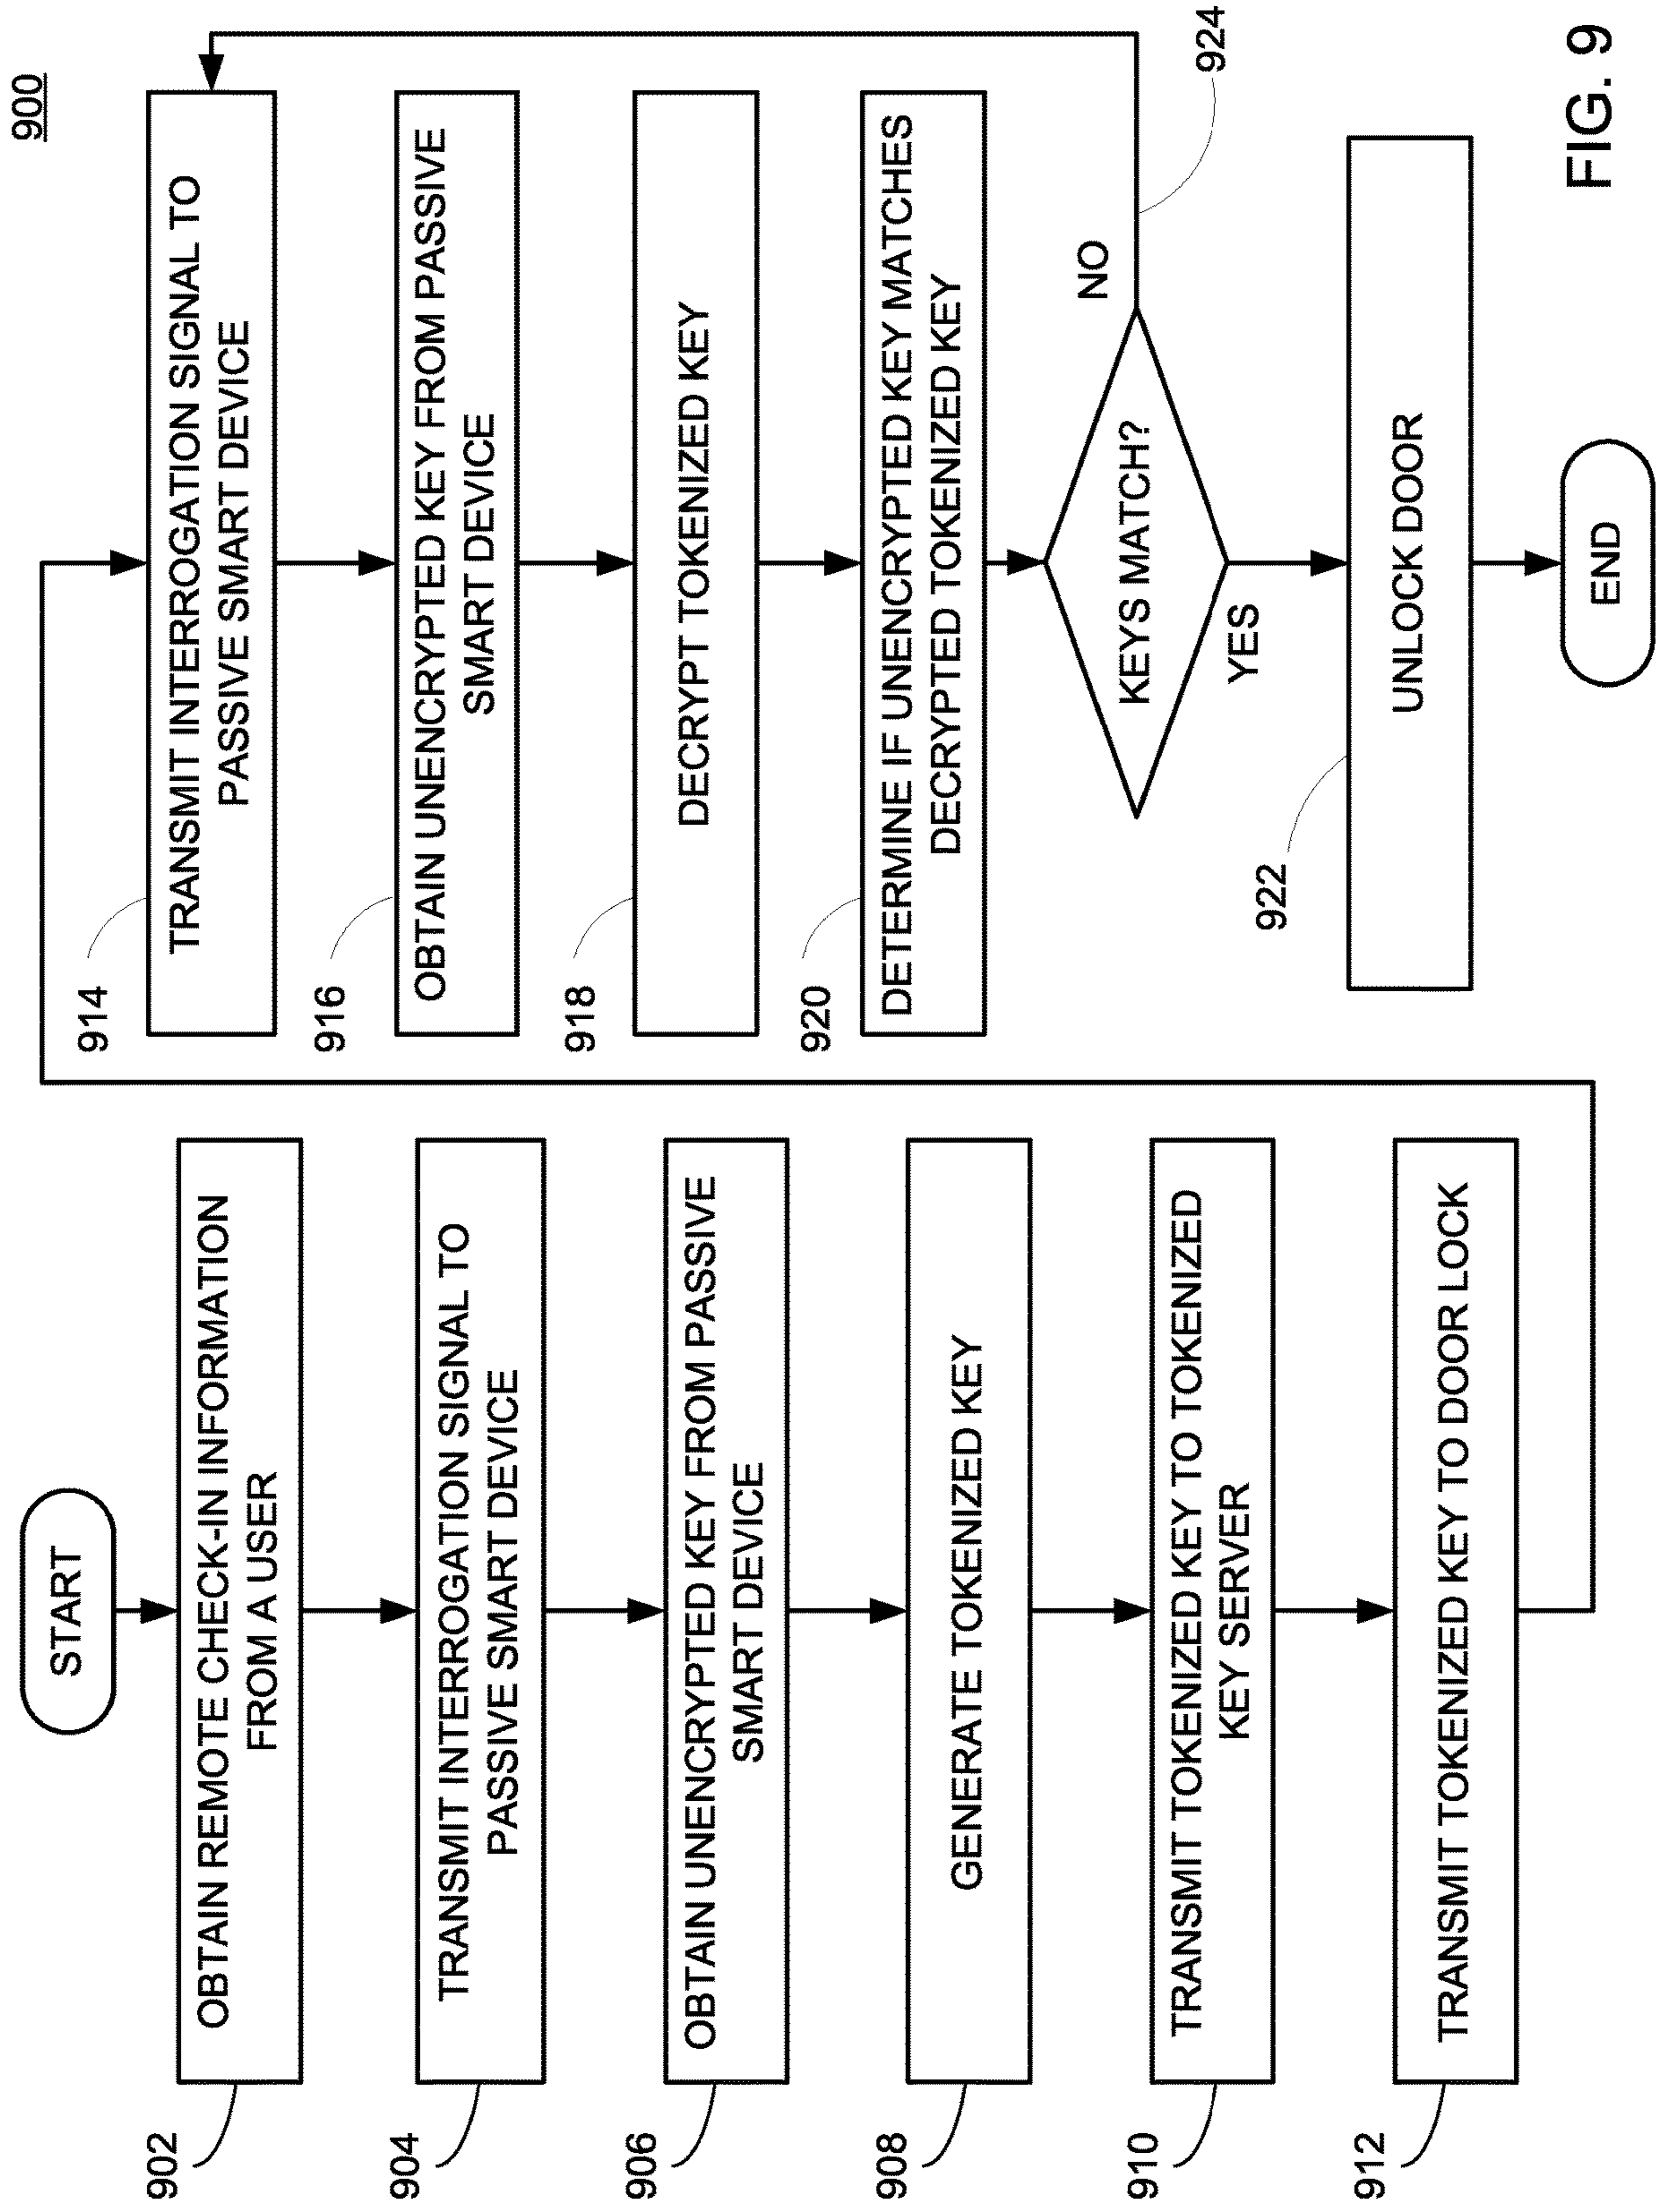 900
START
902
OBTAIN REMOTE CHECK-IN INFORMATION
FROM A USER
904
TRANSMIT INTERROGATION SIGNAL TO
PASSIVE SMART DEVICE
906
OBTAIN UNENCRYPTED KEY FROM PASSIVE
SMART DEVICE
908
GENERATE TOKENIZED KEY
910
TRANSMIT TOKENIZED KEY TO TOKENIZED
KEY SERVER
912
TRANSMIT TOKENIZED KEY TO DOOR LOCK
914
TRANSMIT INTERROGATION SIGNAL TO
PASSIVE SMART DEVICE
916
OBTAIN UNENCRYPTED KEY FROM PASSIVE
SMART DEVICE
918
DECRYPT TOKENIZED KEY
920
DETERMINE IF UNENCRYPTED KEY MATCHES
DECRYPTED TOKENIZED KEY
KEYS MATCH?
NO
924
YES
922
UNLOCK DOOR
END
FIG. 9